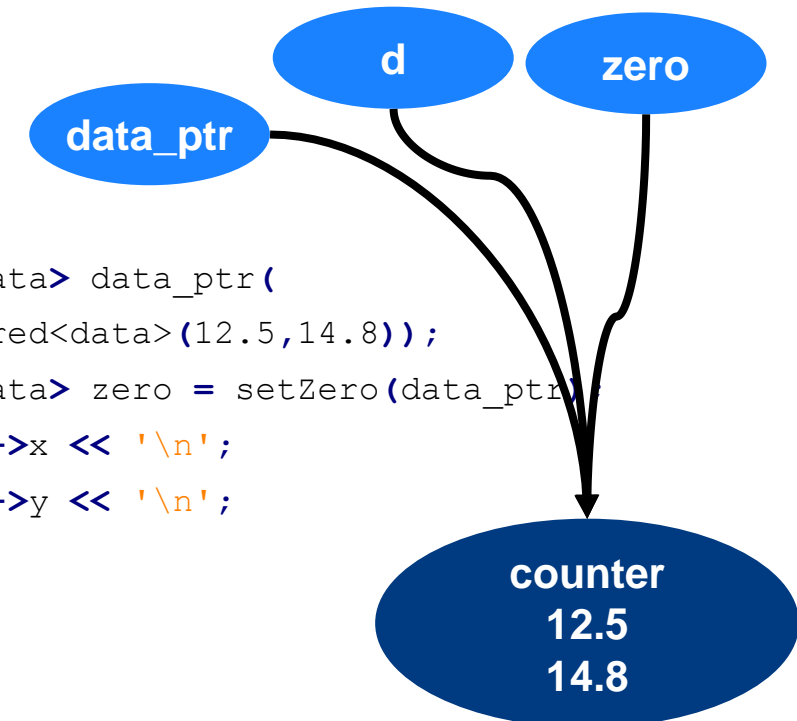 d
zero
data_ptr
ata> data_ptr(
red<data>(12.5,14.8));
ata> zero = setZero(data_ptr);
->x << '\n';
->y << '\n';
counter
12.5
14.8